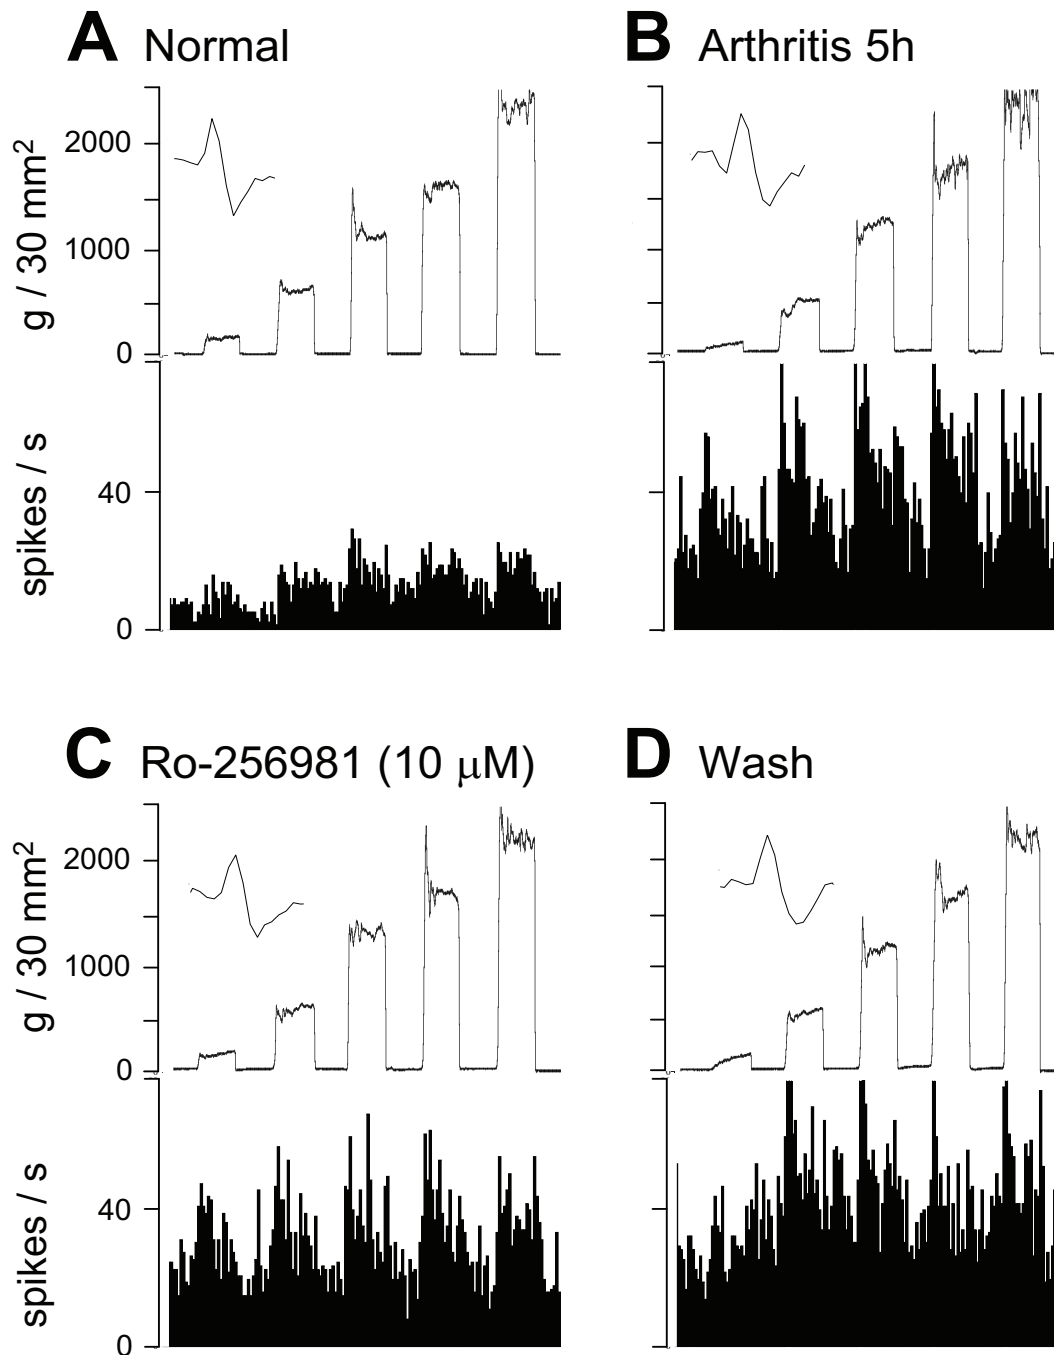 A Normal
B Arthritis 5h
g / 30 mm²
2000
1000
0
spikes / s
40
0
C Ro-256981 (10 μM)
D Wash
g / 30 mm²
2000
1000
0
spikes / s
40
0